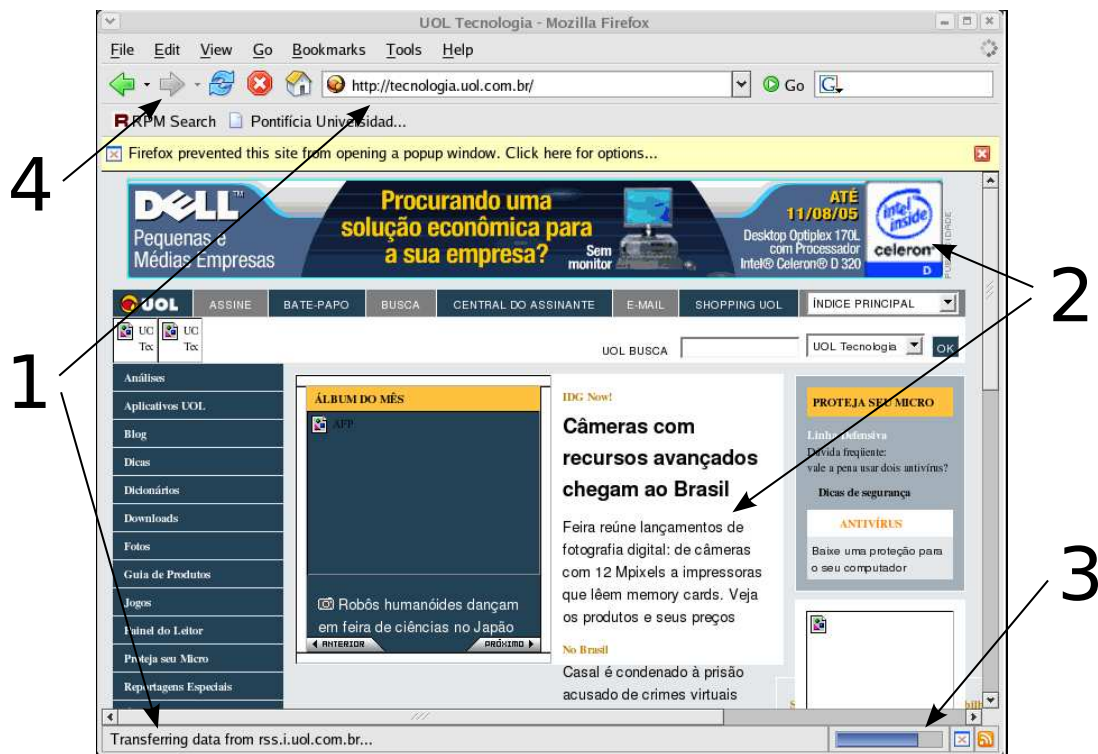 UOL Tecnologia - Mozilla Firefox
File Edit View Go Bookmarks Tools Help
http://tecnologia.uol.com.br/ Go G
RPM Search Pontifícia Universidad...
Firefox prevented this site from opening a popup window. Click here for options...
4
DELL™
Pequenas e
Médias Empresas
Procurando uma
solução econômica para
a sua empresa?
Sem
monitor
ATÉ
11/08/05
Desktop Optiplex 170L
com Processador
Intel® Celeron® D 320
intel
inside
celeron
D
PUBLICIDADE
2
UOL ASSINE BATE-PAPO BUSCA CENTRAL DO ASSINANTE E-MAIL SHOPPING UOL ÍNDICE PRINCIPAL
UC
Tex
UC
Tex
UOL BUSCA UOL Tecnologia OK
1
Análises
Aplicativos UOL
Blog
Dicas
Dicionários
Downloads
Fotos
Guia de Produtos
Jogos
Painel do Leitor
Proteja seu Micro
Reportagens Especiais
ÁLBUM DO MÊS
AFP
Robôs humanóides dançam
em feira de ciências no Japão
ANTERIOR PRÓXIMO
IDG Now!
Câmeras com
recursos avançados
chegam ao Brasil
Feira reúne lançamentos de
fotografia digital: de câmeras
com 12 Mpixels a impressoras
que lêem memory cards. Veja
os produtos e seus preços
No Brasil
Casal é condenado à prisão
acusado de crimes virtuais
PROTEJA SEU MICRO
Linha Defensiva
Dúvida freqüente:
vale a pena usar dois antivírus?
Dicas de segurança
ANTIVÍRUS
Baixe uma proteção para
o seu computador
3
Transferring data from rss.i.uol.com.br...